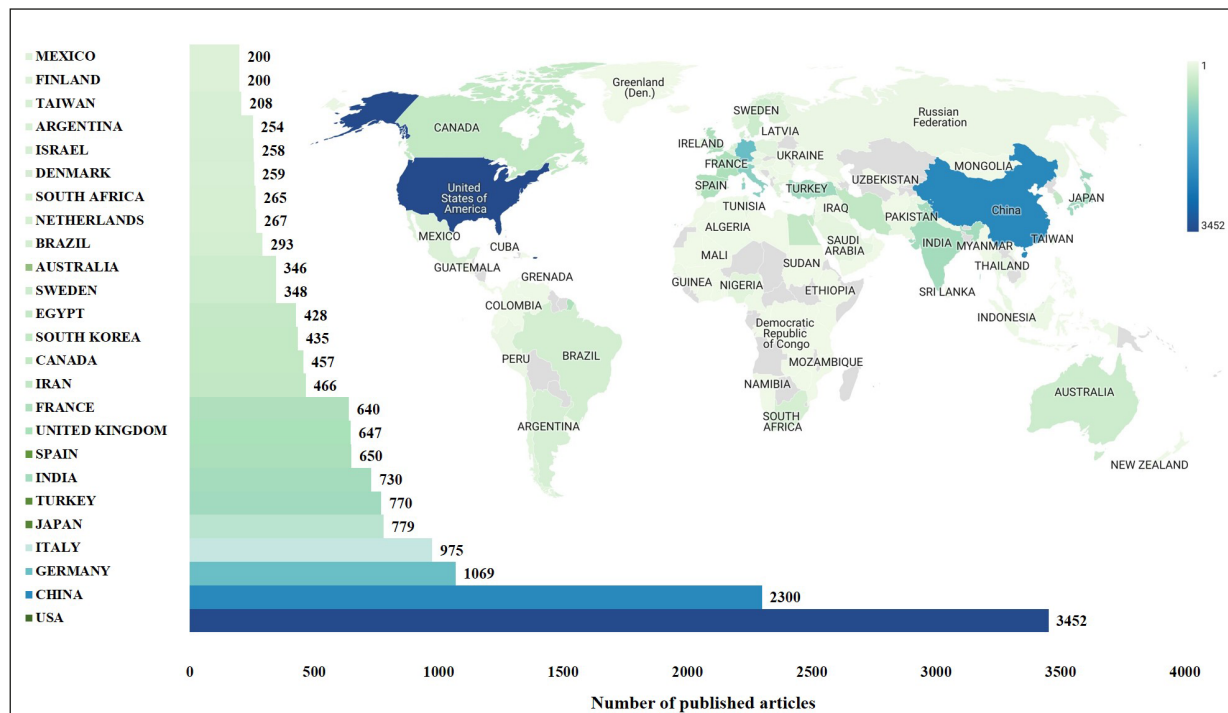 MEXICO 200
FINLAND 200
TAIWAN 208
ARGENTINA 254
ISRAEL 258
DENMARK 259
SOUTH AFRICA 265
NETHERLANDS 267
BRAZIL 293
AUSTRALIA 346
SWEDEN 348
EGYPT 428
SOUTH KOREA 435
CANADA 457
IRAN 466
FRANCE 640
UNITED KINGDOM 647
SPAIN 650
INDIA 730
TURKEY 770
JAPAN 779
ITALY 975
GERMANY 1069
CHINA 2300
USA 3452
0 500 1000 1500 2000 2500 3000 3500 4000
Number of published articles
Greenland
(Den.)
CANADA
United
States of
America
MEXICO
CUBA
GUATEMALA
GRENADA
COLOMBIA
PERU
BRAZIL
ARGENTINA
SWEDEN
LATVIA
IRELAND
UKRAINE
FRANCE
SPAIN
TURKEY
TUNISIA
ALGERIA
IRAQ
SAUDI
ARABIA
MALI
SUDAN
GUINEA
NIGERIA
ETHIOPIA
Democratic
Republic
of Congo
MOZAMBIQUE
NAMIBIA
SOUTH
AFRICA
Russian
Federation
UZBEKISTAN
MONGOLIA
PAKISTAN
China
JAPAN
TAIWAN
INDIA
MYANMAR
THAILAND
SRI LANKA
INDONESIA
AUSTRALIA
NEW ZEALAND
1
3452